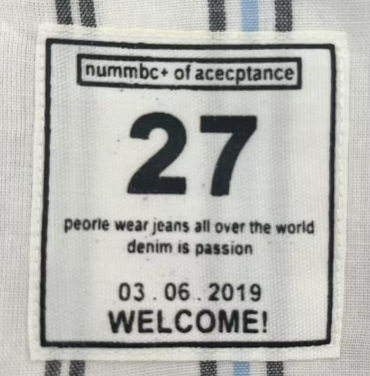 nummbc+ of acecptance
27
peorle wear jeans all over the world
denim is passion
03.06.2019
WELCOME!